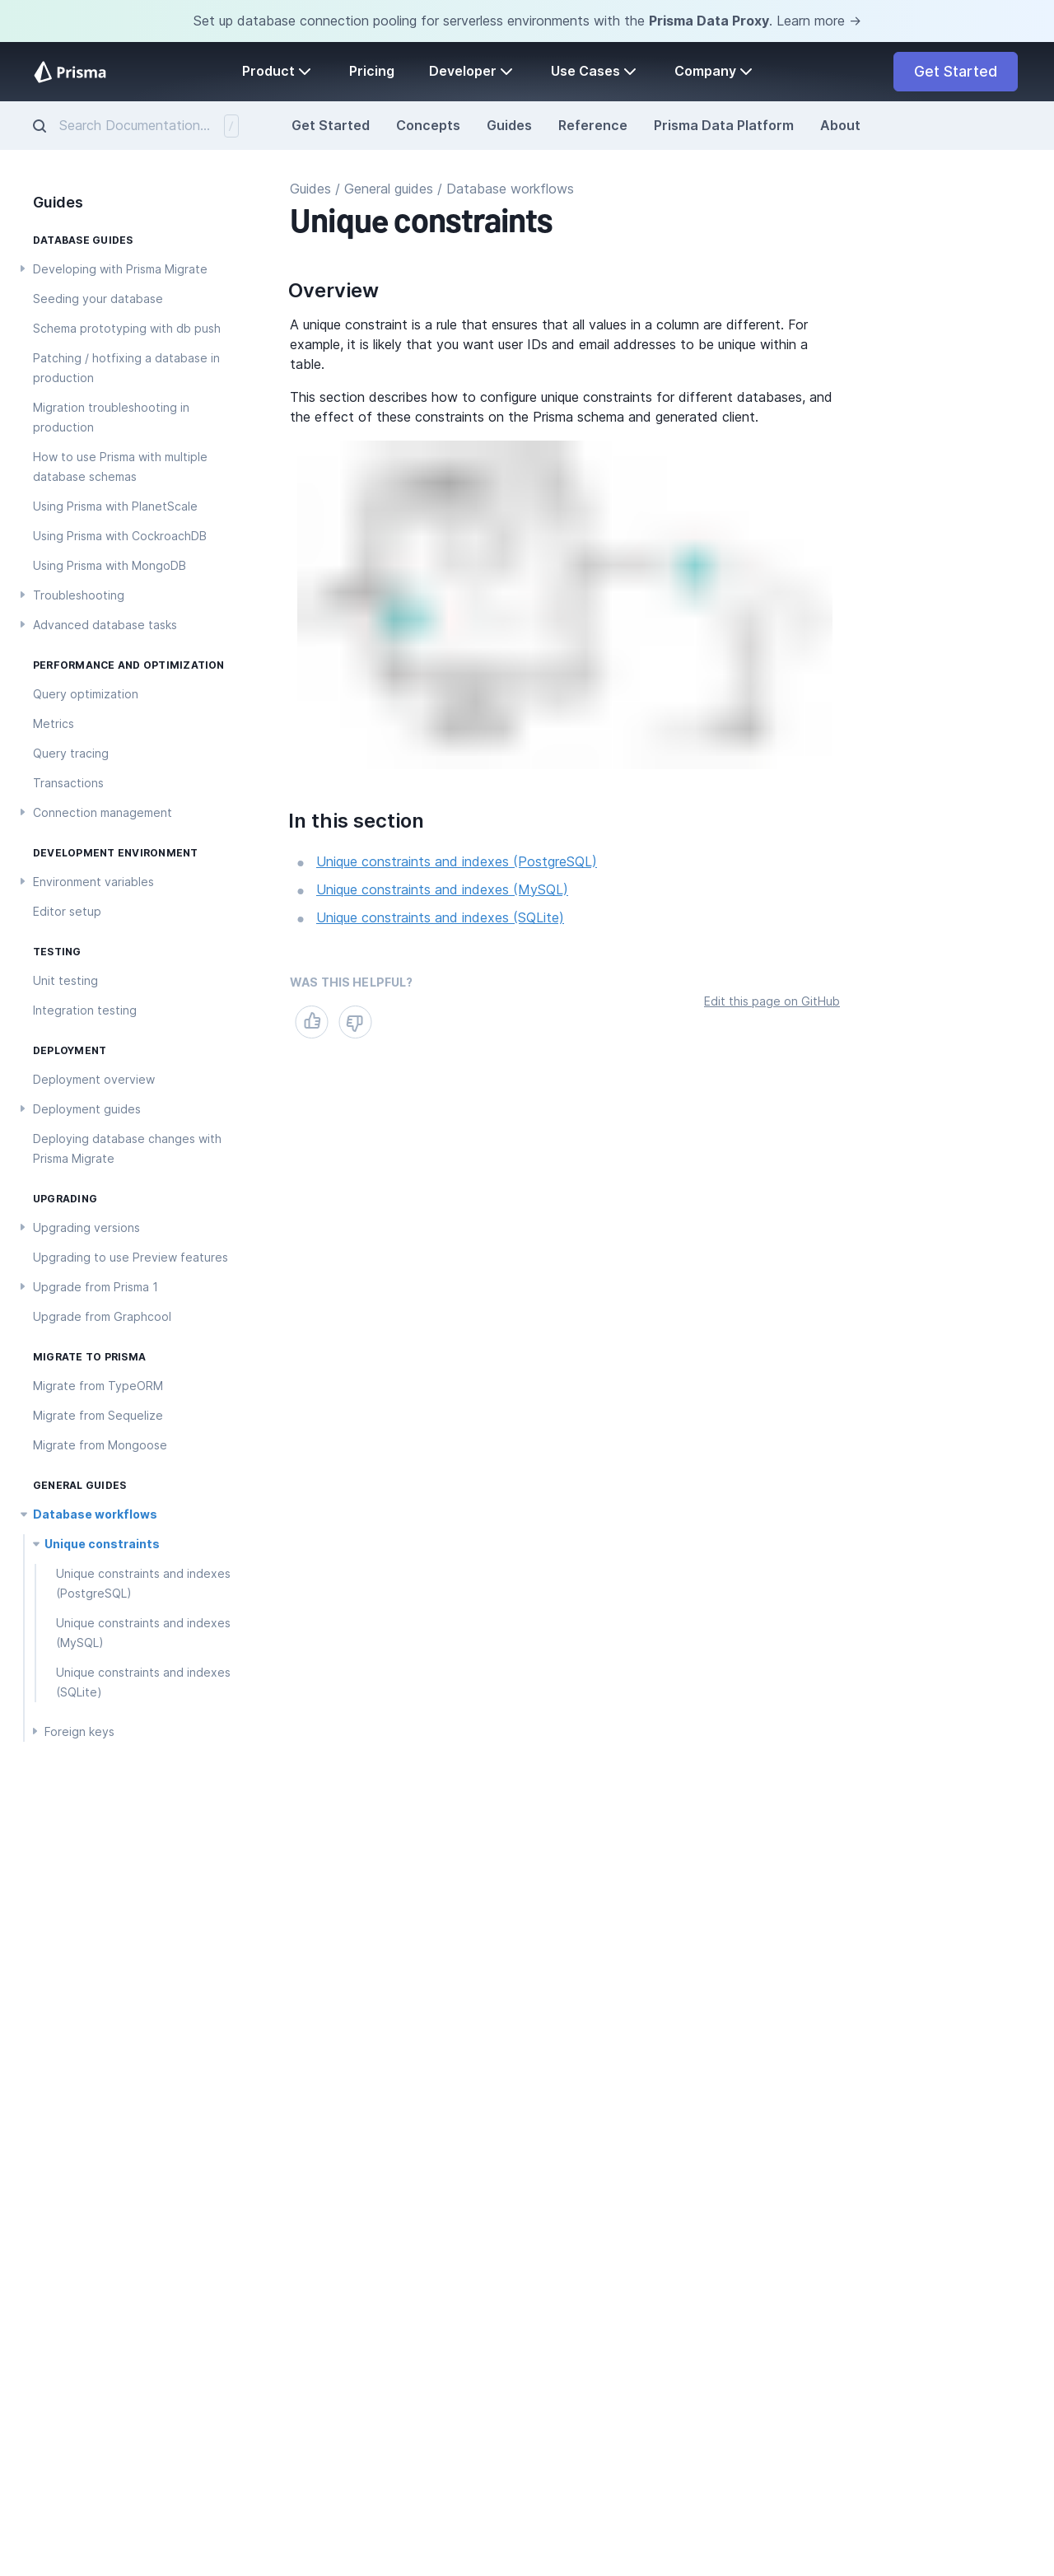 Set up database connection pooling for serverless environments with the Prisma Data Proxy. Learn more →
Prisma
Product
Pricing
Developer
Use Cases
Company
Get Started
Search Documentation...
/
Get Started
Concepts
Guides
Reference
Prisma Data Platform
About
Guides
DATABASE GUIDES
Developing with Prisma Migrate
Seeding your database
Schema prototyping with db push
Patching / hotfixing a database in
production
Migration troubleshooting in
production
How to use Prisma with multiple
database schemas
Using Prisma with PlanetScale
Using Prisma with CockroachDB
Using Prisma with MongoDB
Troubleshooting
Advanced database tasks
PERFORMANCE AND OPTIMIZATION
Query optimization
Metrics
Query tracing
Transactions
Connection management
DEVELOPMENT ENVIRONMENT
Environment variables
Editor setup
TESTING
Unit testing
Integration testing
DEPLOYMENT
Deployment overview
Deployment guides
Deploying database changes with
Prisma Migrate
UPGRADING
Upgrading versions
Upgrading to use Preview features
Upgrade from Prisma 1
Upgrade from Graphcool
MIGRATE TO PRISMA
Migrate from TypeORM
Migrate from Sequelize
Migrate from Mongoose
GENERAL GUIDES
Database workflows
Unique constraints
Unique constraints and indexes
(PostgreSQL)
Unique constraints and indexes
(MySQL)
Unique constraints and indexes
(SQLite)
Foreign keys
Guides / General guides / Database workflows
Unique constraints
Overview
A unique constraint is a rule that ensures that all values in a column are different. For
example, it is likely that you want user IDs and email addresses to be unique within a
table.
This section describes how to configure unique constraints for different databases, and
the effect of these constraints on the Prisma schema and generated client.
In this section
Unique constraints and indexes (PostgreSQL)
Unique constraints and indexes (MySQL)
Unique constraints and indexes (SQLite)
WAS THIS HELPFUL?
Edit this page on GitHub